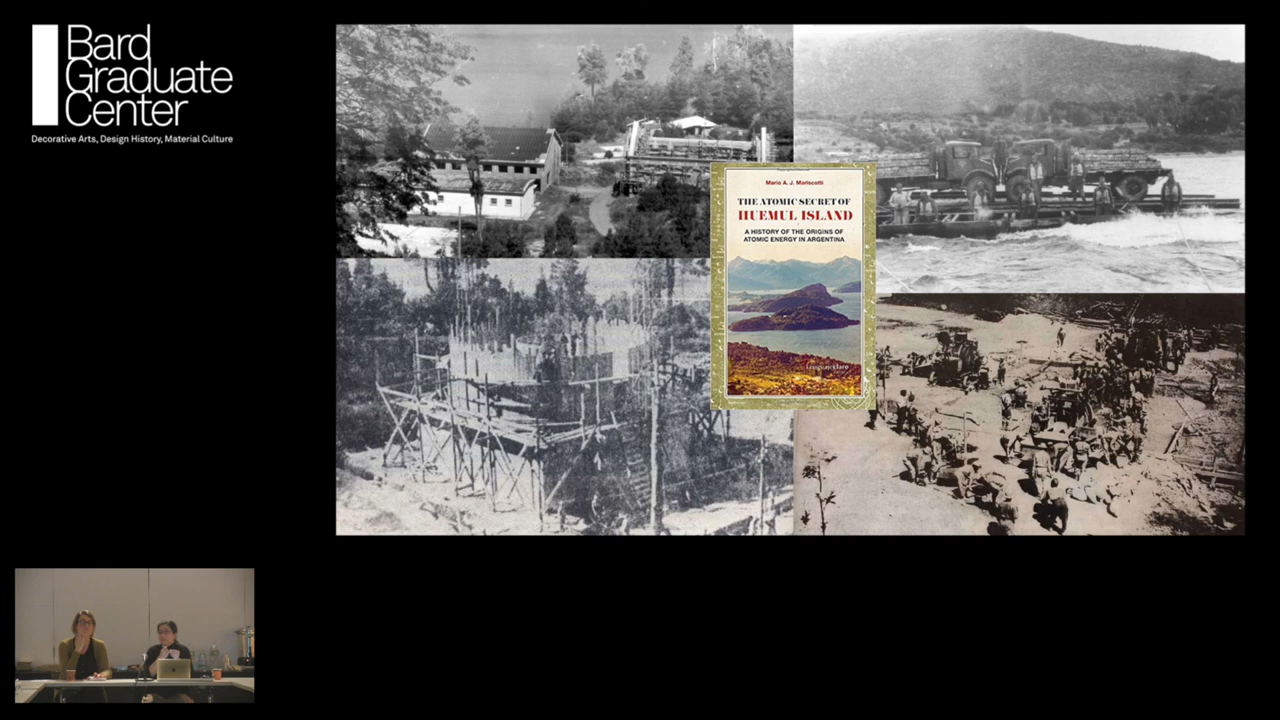 Bard
Graduate
Center
Decorative Arts, Design History, Material Culture
Mario A. J. Mariscotti
THE ATOMIC SECRET OF
HUEMUL ISLAND
A HISTORY OF THE ORIGINS OF
ATOMIC ENERGY IN ARGENTINA